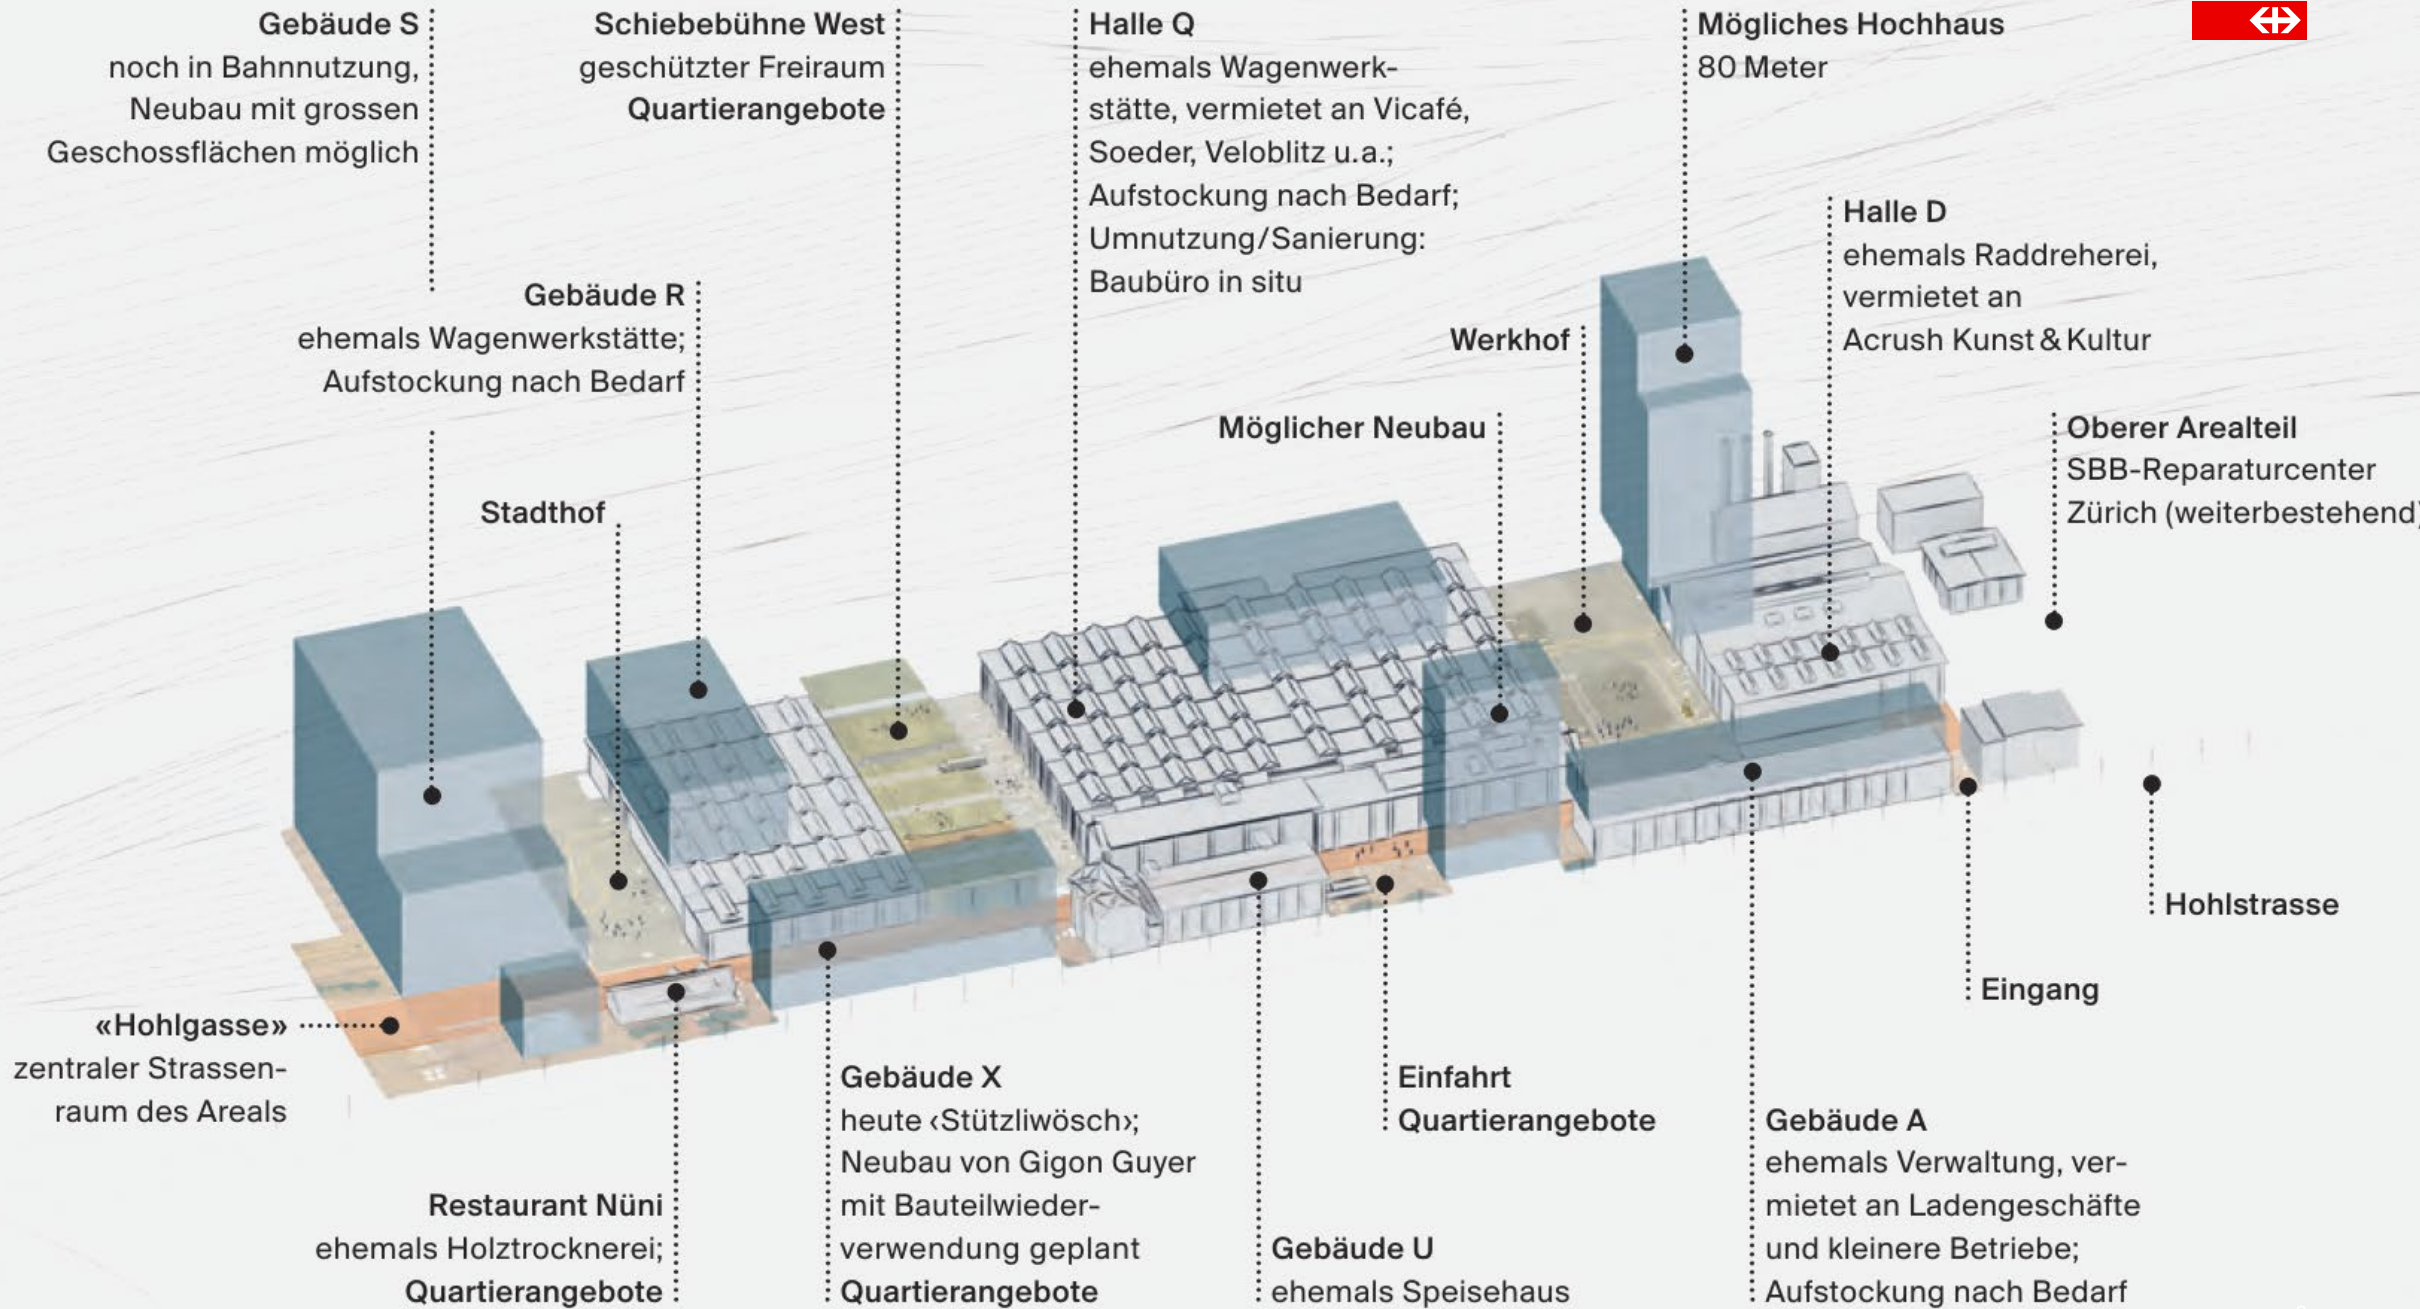 Gebäude S
noch in Bahnnutzung,
Neubau mit grossen
Geschossflächen möglich
Schiebebühne West
geschützter Freiraum
Quartierangebote
Halle Q
ehemals Wagenwerk-
stätte, vermietet an Vicafé,
Soeder, Veloblitz u.a.;
Aufstockung nach Bedarf;
Umnutzung/Sanierung:
Baubüro in situ
Mögliches Hochhaus
80 Meter
Halle D
ehemals Raddreherei,
vermietet an
Acrush Kunst & Kultur
Gebäude R
ehemals Wagenwerkstätte;
Aufstockung nach Bedarf
Werkhof
Möglicher Neubau
Oberer Arealteil
SBB-Reparaturcenter
Zürich (weiterbestehend)
Stadthof
Hohlstrasse
Eingang
«Hohlgasse»
zentraler Strassen-
raum des Areals
Restaurant Nüni
ehemals Holztrocknerei;
Quartierangebote
Gebäude X
heute ‹Stützliwösch›;
Neubau von Gigon Guyer
mit Bauteilwieder-
verwendung geplant
Quartierangebote
Gebäude U
ehemals Speisehaus
Einfahrt
Quartierangebote
Gebäude A
ehemals Verwaltung, ver-
mietet an Ladengeschäfte
und kleinere Betriebe;
Aufstockung nach Bedarf